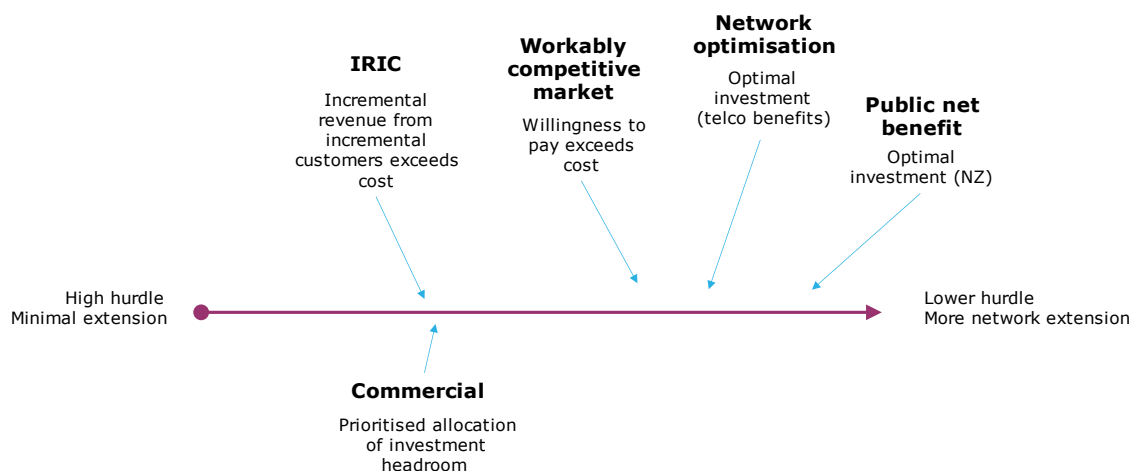 IRIC
Incremental
revenue from
incremental
customers exceeds
cost
Workably
competitive
market
Willingness to
pay exceeds
cost
Network
optimisation
Optimal
investment
(telco benefits)
Public net
benefit
Optimal
investment (NZ)
High hurdle
Minimal extension
Lower hurdle
More network extension
Commercial
Prioritised allocation
of investment
headroom